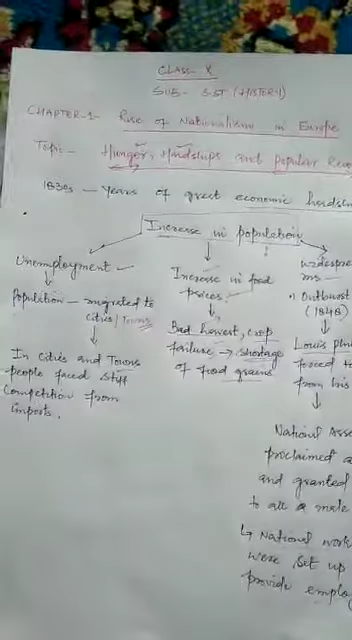 CLASS- X
SUB- SST (HISTORY)
CHAPTER-1- Rise of Nationalism in Europe
Topic- Hunger, Hardships and popular
1830s - Years of great economic
Increase in population
Unemployment
Population - migrated to
cities/Towns
In cities and Towns
people faced stiff
Competition from
imports.
Increase in food
prices
Bad harvest, crop
failure → shortage
of food grains
Outburst
(1848)
Louis
forced
from his
National
proclaimed
and granted
to all a male
National work
were set up
provide